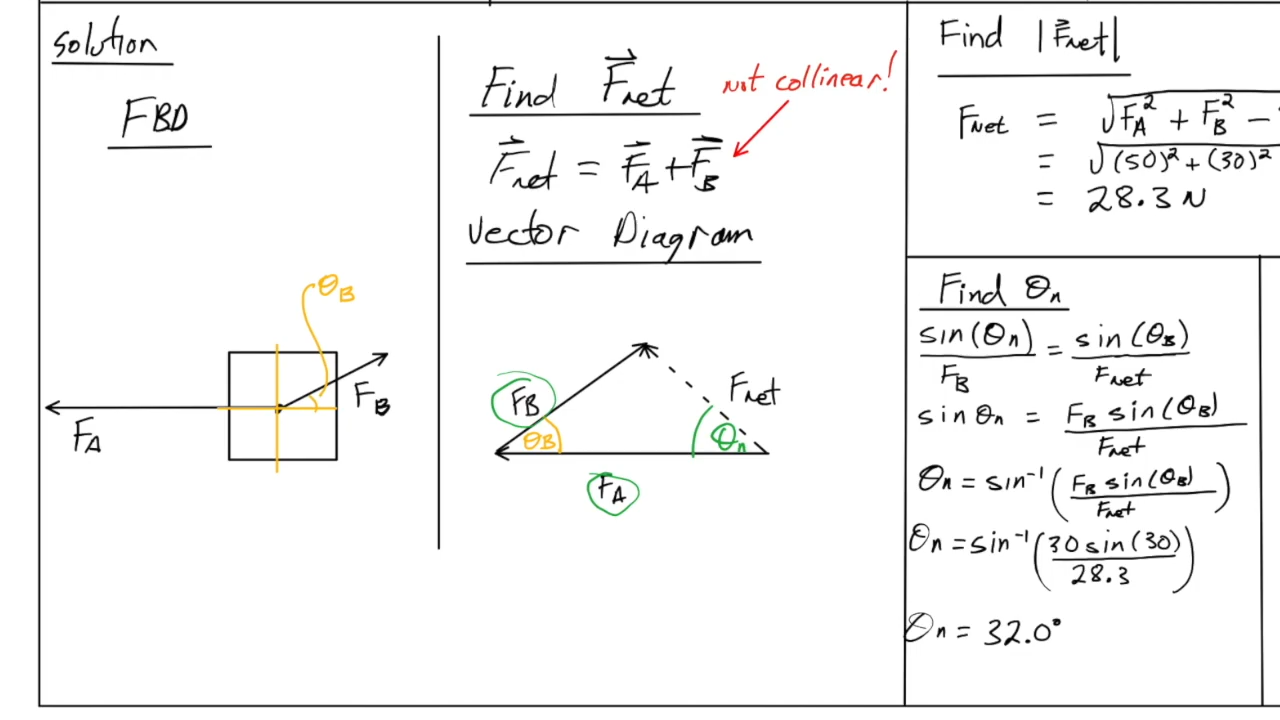 solution
FBD
θB
FB
FA
Find F⃗net
not collinear!
F⃗net = F⃗A + F⃗B
Vector Diagram
FB
θB
Fnet
θn
FA
Find |F⃗net|
FNet = √FA² + FB² -
= √(50)² + (30)²
= 28.3 N
Find θn
sin(θn)/FB = sin(θB)/Fnet
sin θn = FB sin(θB)/Fnet
θn = sin⁻¹(FB sin(θB)/Fnet)
θn = sin⁻¹(30 sin(30)/28.3)
θn = 32.0°